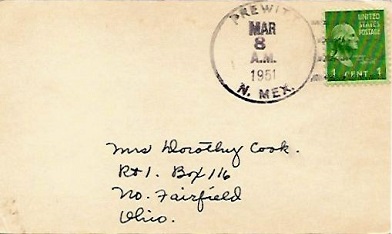 PREWITT
MAR
8
A.M.
1951
N. MEX.
UNITED
STATES
POSTAGE
1 CENT 1
Mrs Dorothy Cook.
Rt 1. Box 116
No. Fairfield
Ohio.